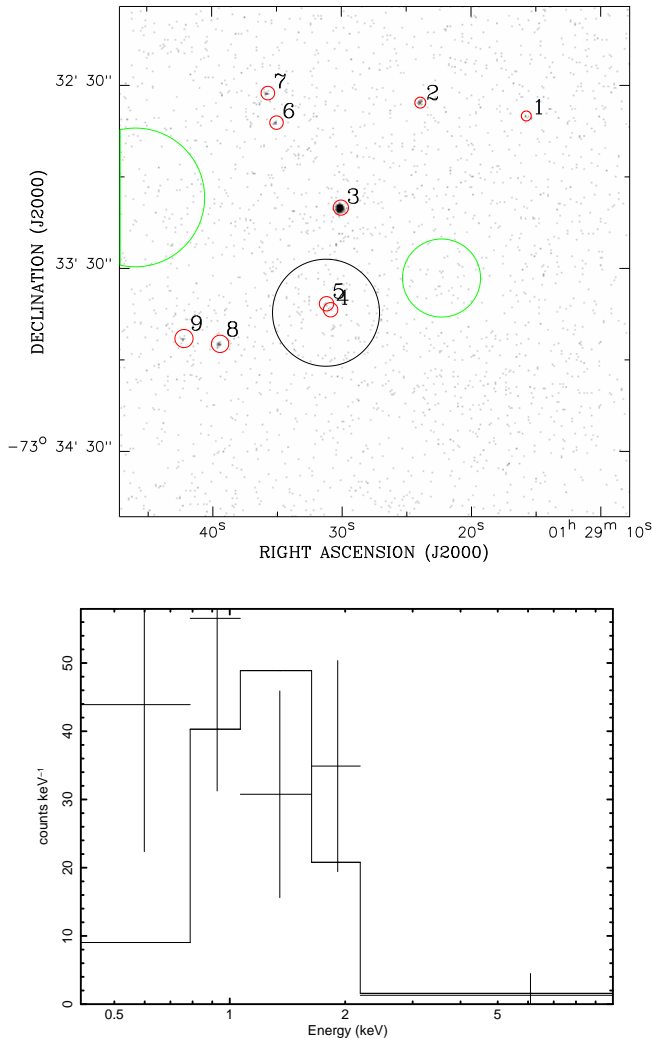 7
2
6
1
3
5
4
9
8
32' 30"
33' 30"
−73° 34' 30"
DECLINATION (J2000)
40s 30s 20s 01h 29m 10s
RIGHT ASCENSION (J2000)
50
40
30
20
10
0
counts keV⁻¹
0.5 1 2 5
Energy (keV)